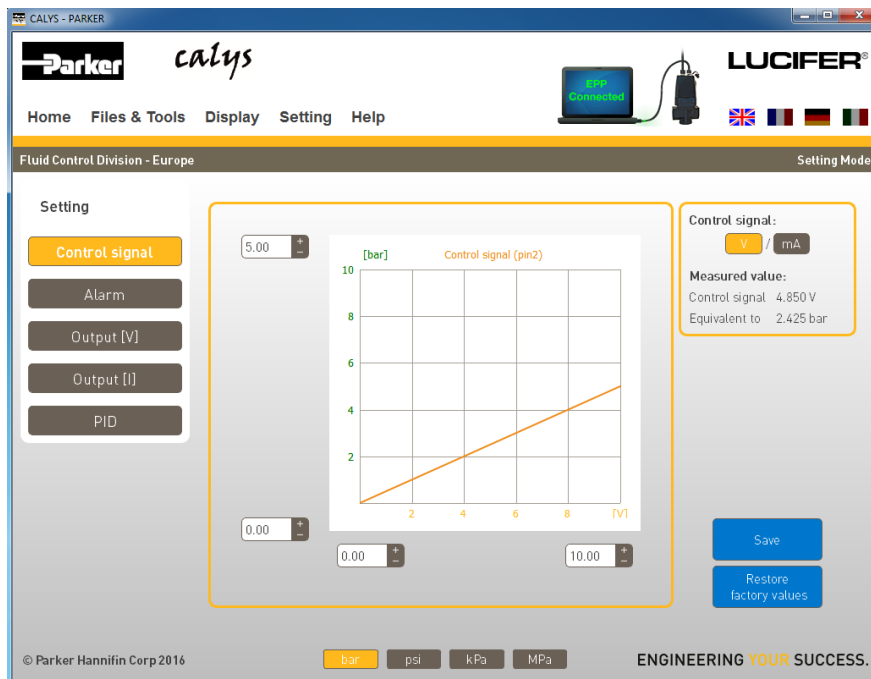 CALYS - PARKER
Parker calys LUCIFER®
EPP
Connected
Home Files & Tools Display Setting Help
Fluid Control Division - Europe Setting Mode
Setting
Control signal
Alarm
Output [V]
Output [I]
PID
5.00 + -
[bar] Control signal (pin2)
10
8
6
4
2
2 4 6 8 [V]
0.00 + -
0.00 + - 10.00 + -
Control signal:
V / mA
Measured value:
Control signal 4.850 V
Equivalent to 2.425 bar
Save
Restore
factory values
© Parker Hannifin Corp 2016 bar psi kPa MPa ENGINEERING YOUR SUCCESS.